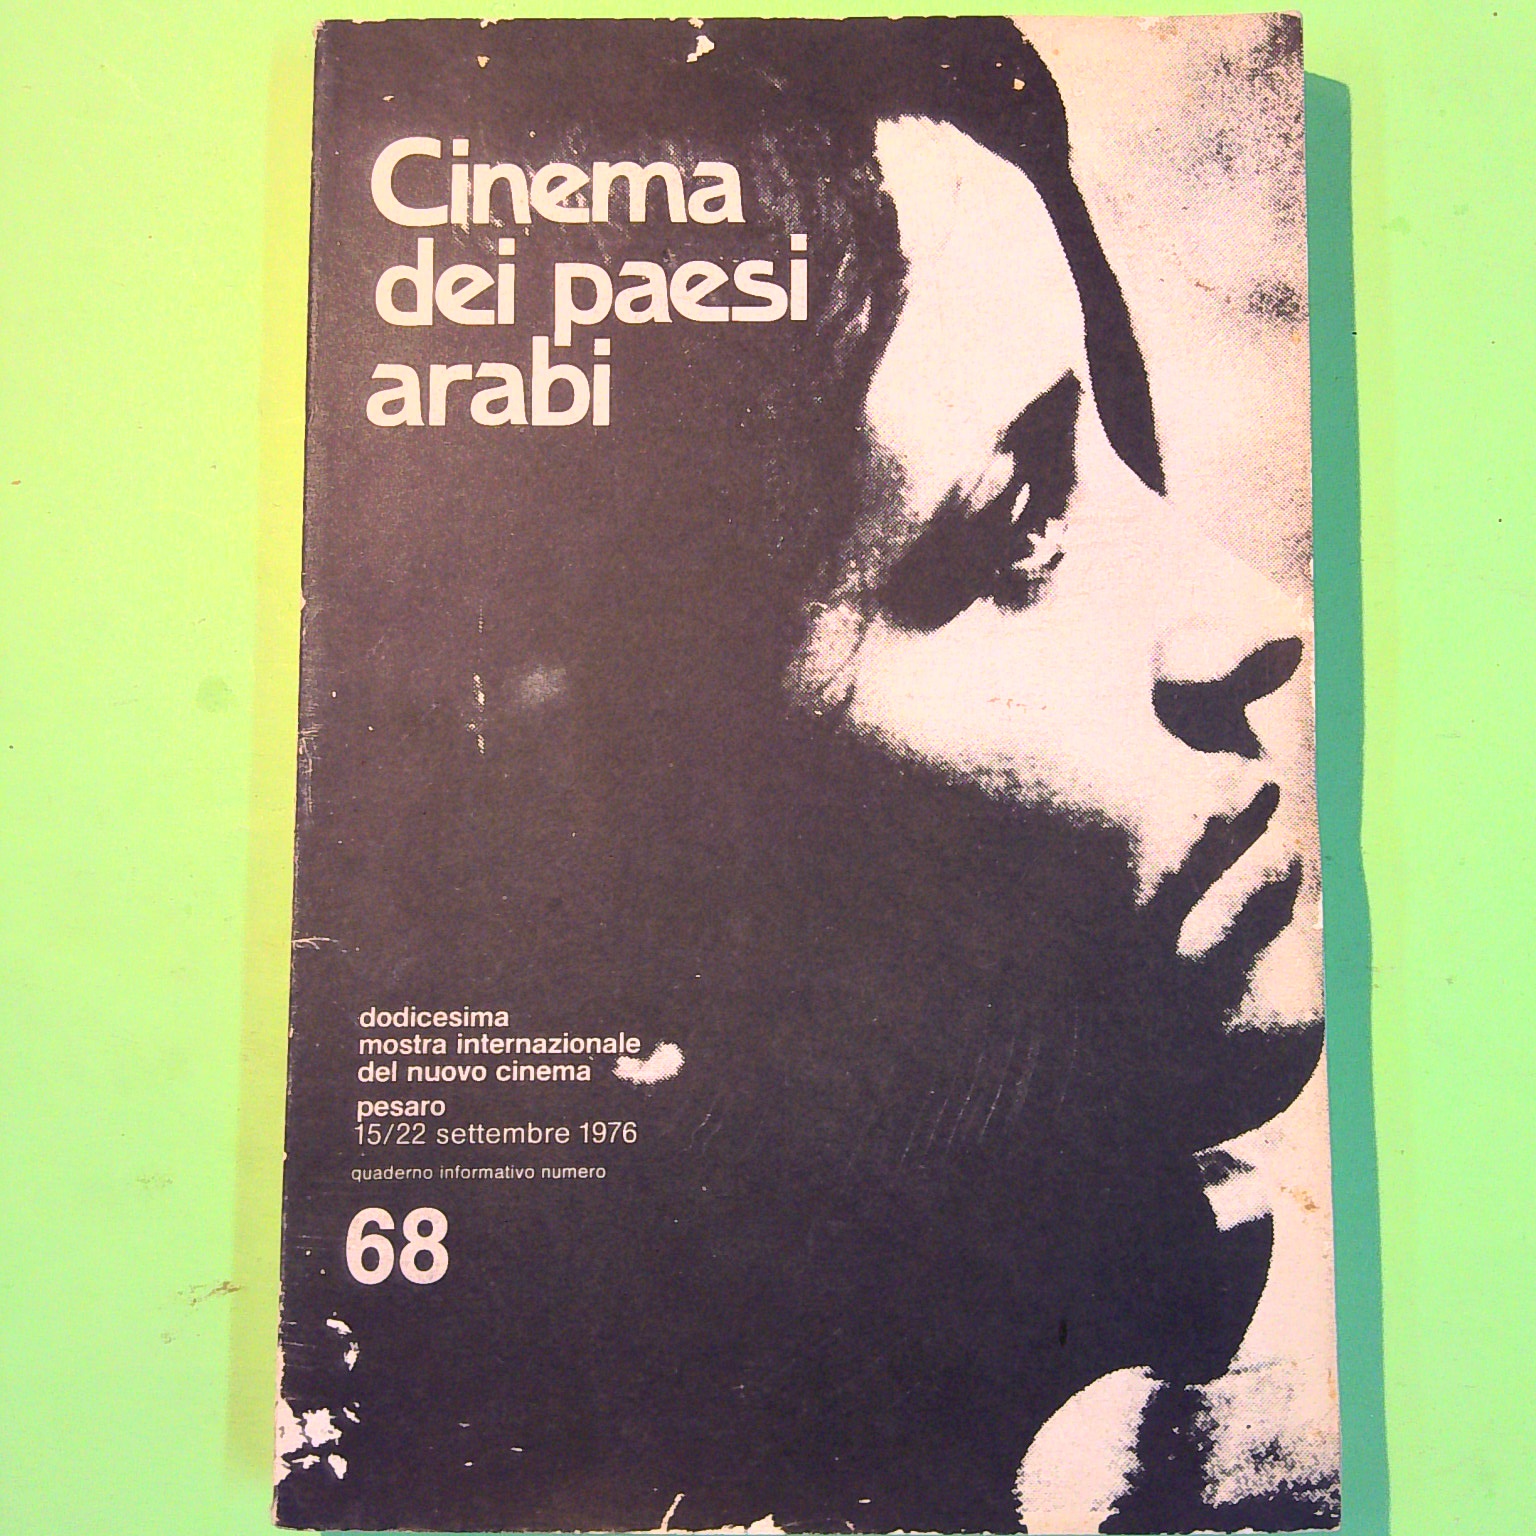 Cinema
dei paesi
arabi
dodicesima
mostra internazionale
del nuovo cinema
pesaro
15/22 settembre 1976
quaderno informativo numero
68